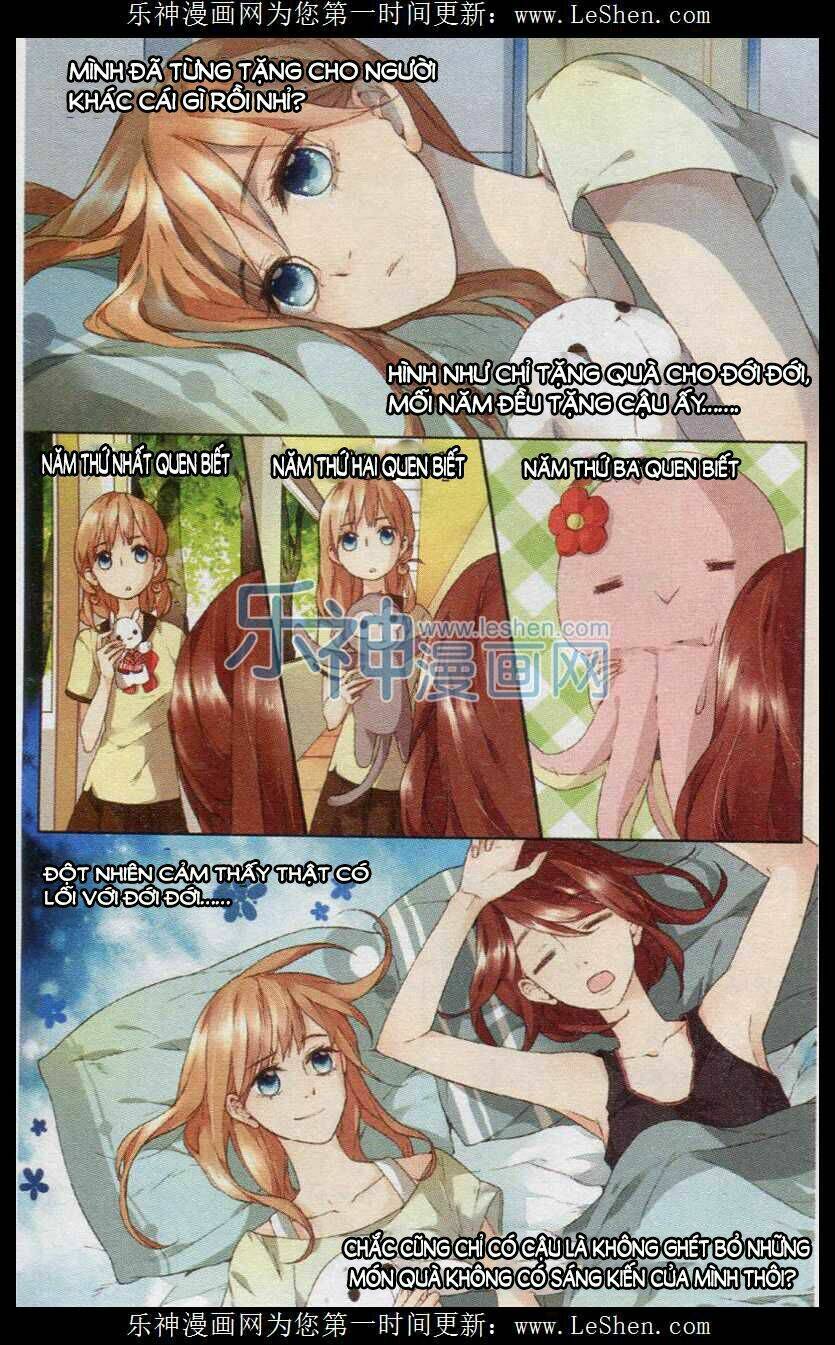 乐神漫画网为您第一时间更新：www.LeShen.com
MÌNH ĐÃ TỪNG TẶNG CHO NGƯỜI
KHÁC CÁI GÌ RỒI NHỈ?
HÌNH NHƯ CHỈ TẶNG QUÀ CHO ĐỚI ĐỚI,
MỖI NĂM ĐỀU TẶNG CẬU ẤY.......
NĂM THỨ NHẤT QUEN BIẾT
NĂM THỨ HAI QUEN BIẾT
NĂM THỨ BA QUEN BIẾT
www.leshen.com
乐神漫画网
ĐỘT NHIÊN CẢM THẤY THẬT CÓ
LỖI VỚI ĐỚI ĐỚI......
CHẮC CŨNG CHỈ CÓ CẬU LÀ KHÔNG GHÉT BỎ NHỮNG
MÓN QUÀ KHÔNG CÓ SÁNG KIẾN CỦA MÌNH THÔI?
乐神漫画网为您第一时间更新：www.LeShen.com